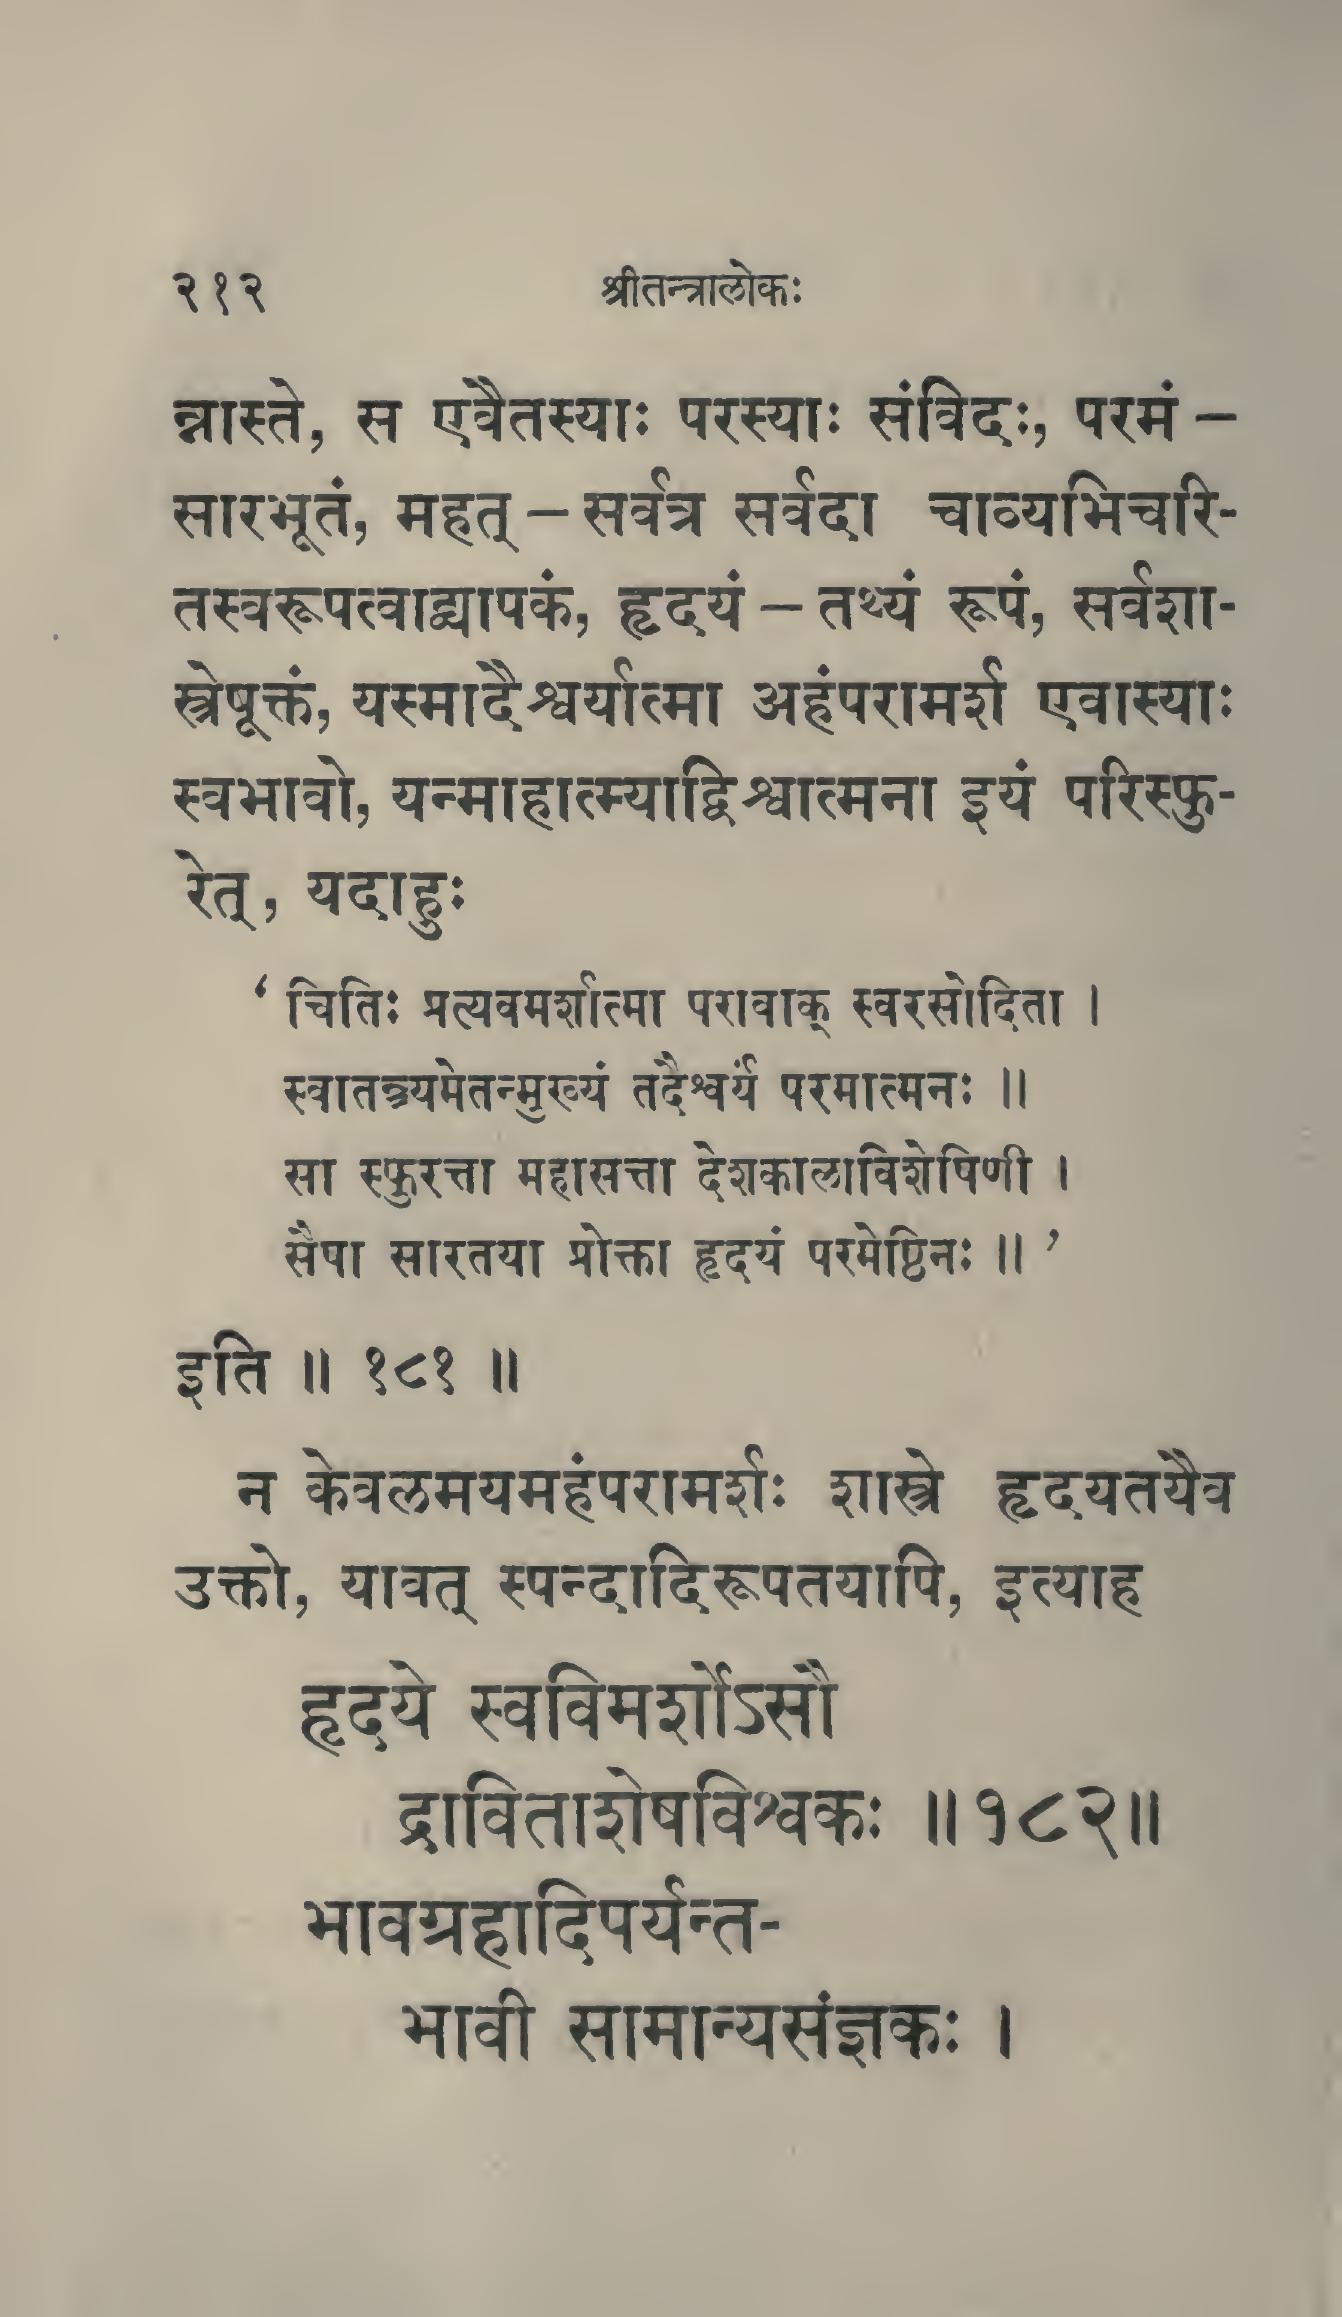 २१२ श्रीतन्त्रालोकः
न्नास्ते, स एवैतस्याः परस्याः संविदः, परमं –
सारभूतं, महत् – सर्वत्र सर्वदा चाव्यभिचरि-
तस्वरूपत्वाद्व्यापकं, हृदयं – तथ्यं रूपं, सर्वशा-
स्त्रेषूक्तं, यस्मादैश्वर्यात्मा अहंपरामर्श एवास्याः
स्वभावो, यन्माहात्म्याद्विश्वात्मना इयं परिस्फु-
रेत्, यदाहुः
‘ चितिः प्रत्यवमर्शात्मा परावाक् स्वरसोदिता ।
स्वातन्त्र्यमेतन्मुख्यं तदैश्वर्यं परमात्मनः ॥
सा स्फुरत्ता महासत्ता देशकालाविशेषिणी ।
सैषा सारतया प्रोक्ता हृदयं परमेष्ठिनः ॥ ’
इति ॥ १८१ ॥
न केवलमयमहंपरामर्शः शास्त्रे हृदयतयैव
उक्तो, यावत् स्पन्दादिरूपतयापि, इत्याह
हृदये स्वविमर्शोऽसौ
द्राविताशेषविश्वकः ॥१८२॥
भावग्रहादिपर्यन्त-
भावी सामान्यसंज्ञकः ।